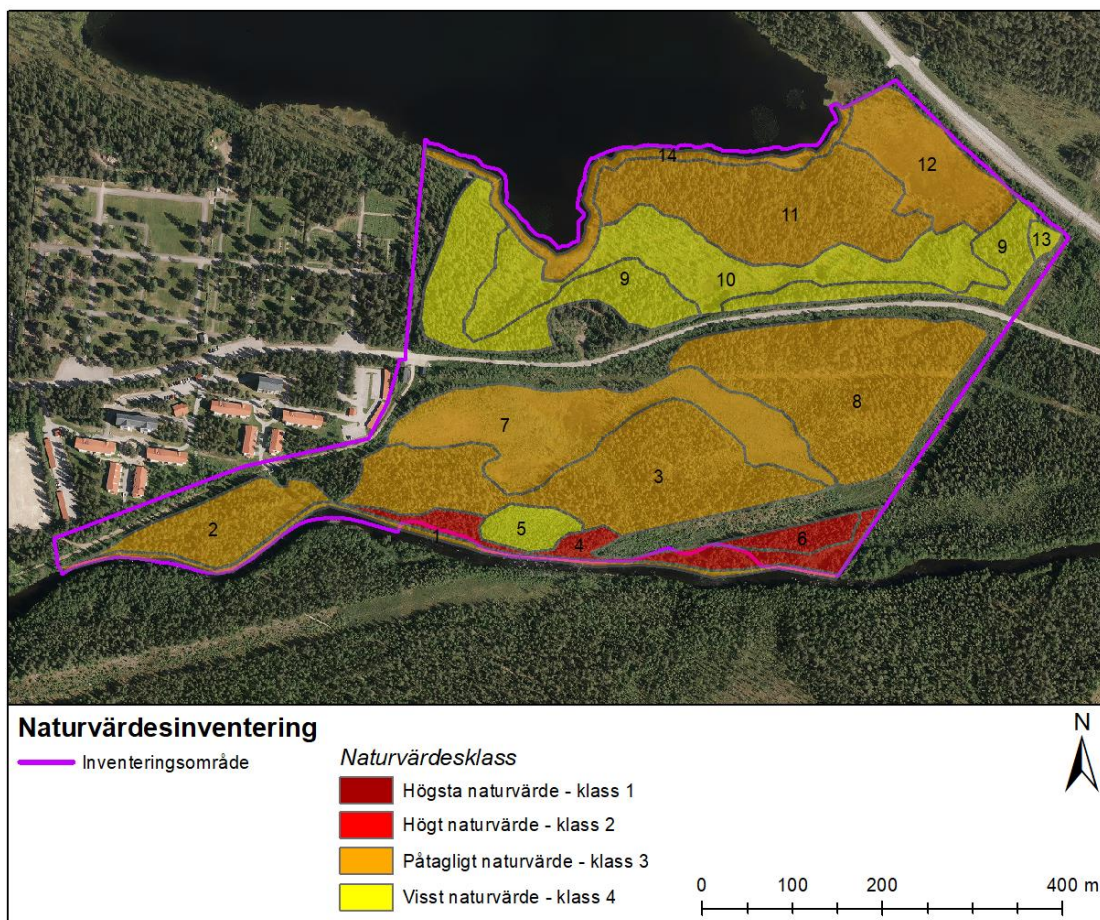 14
12
11
13
9
9
10
8
7
3
2
5
1
4
6
Naturvärdesinventering
Inventeringsområde
Naturvärdesklass
Högsta naturvärde - klass 1
Högt naturvärde - klass 2
Påtagligt naturvärde - klass 3
Visst naturvärde - klass 4
N
0 100 200 400 m